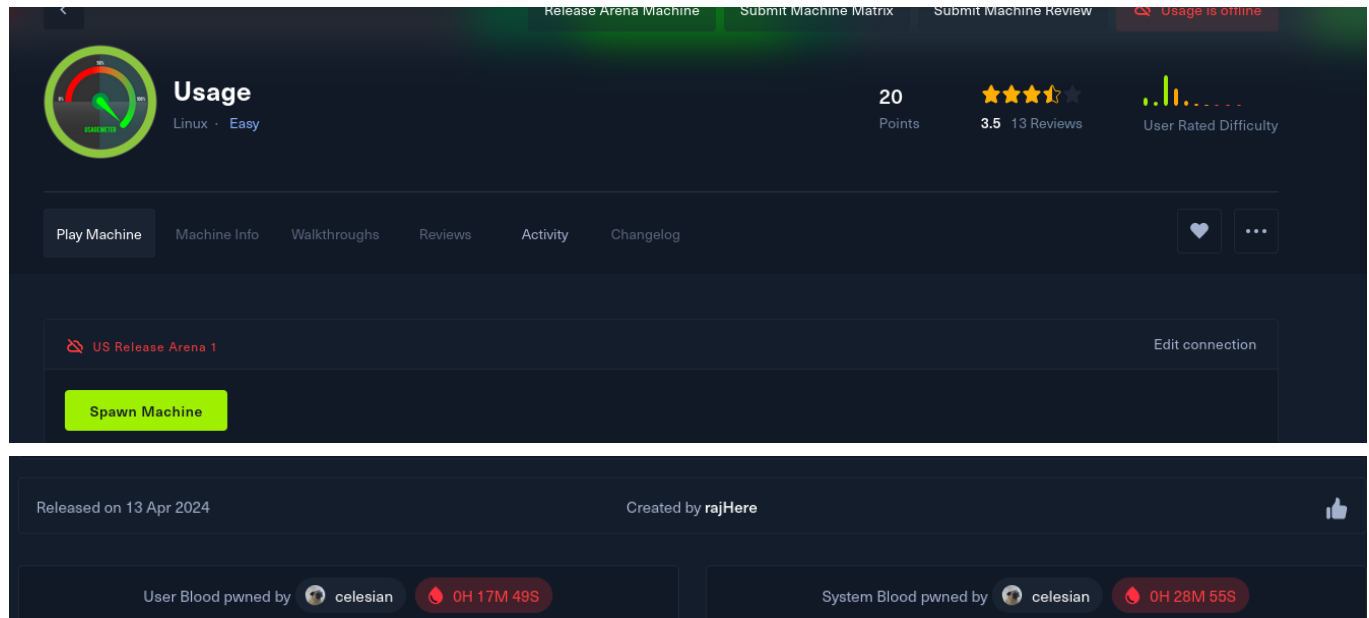 Release Arena Machine Submit Machine Matrix Submit Machine Review Usage is offline
USAGEMETER
Usage
Linux · Easy
20
Points
3.5 13 Reviews
User Rated Difficulty
Play Machine Machine Info Walkthroughs Reviews Activity Changelog
US Release Arena 1
Edit connection
Spawn Machine
Released on 13 Apr 2024
Created by rajHere
User Blood pwned by celesian 0H 17M 49S
System Blood pwned by celesian 0H 28M 55S